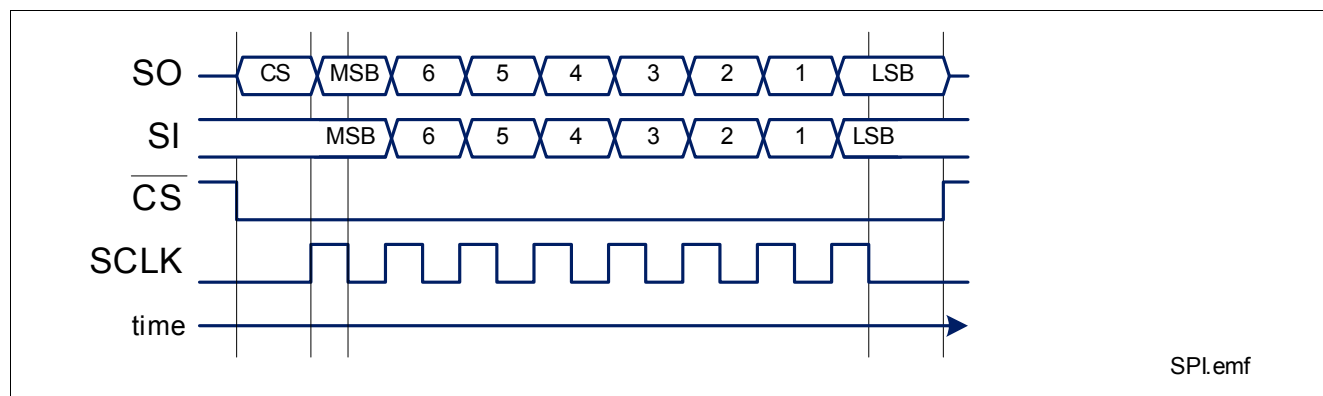 SO CS MSB 6 5 4 3 2 1 LSB
SI MSB 6 5 4 3 2 1 LSB
CS
SCLK
time
SPI.emf